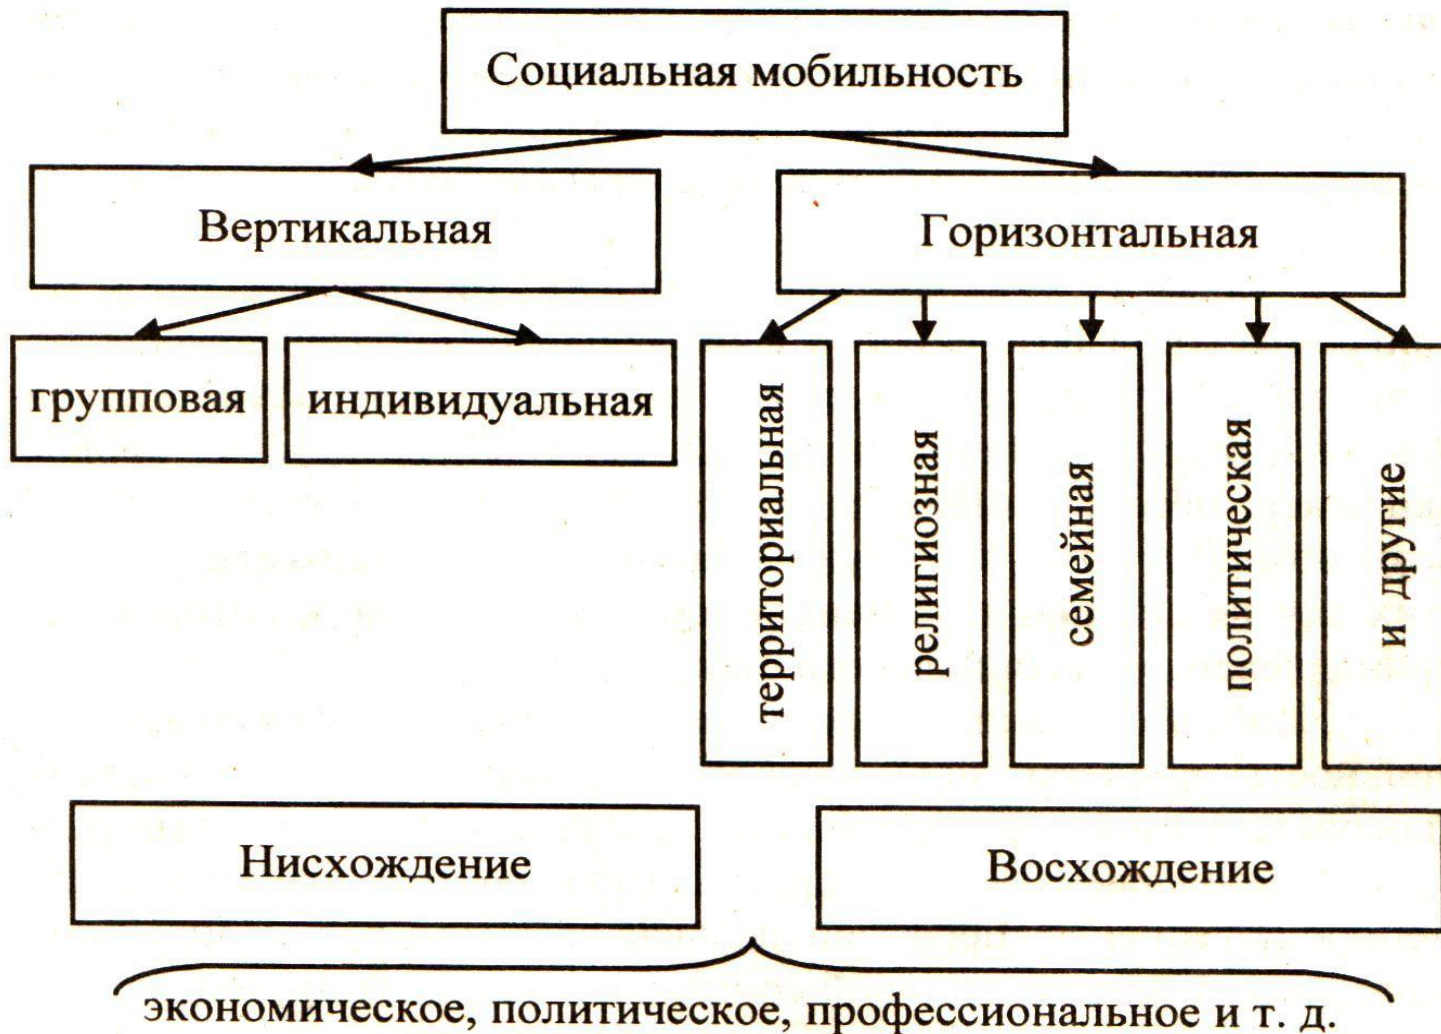 Социальная мобильность
Вертикальная
Горизонтальная
групповая
индивидуальная
территориальная
религиозная
семейная
политическая
и другие
Нисхождение
Восхождение
экономическое, политическое, профессиональное и т. д.